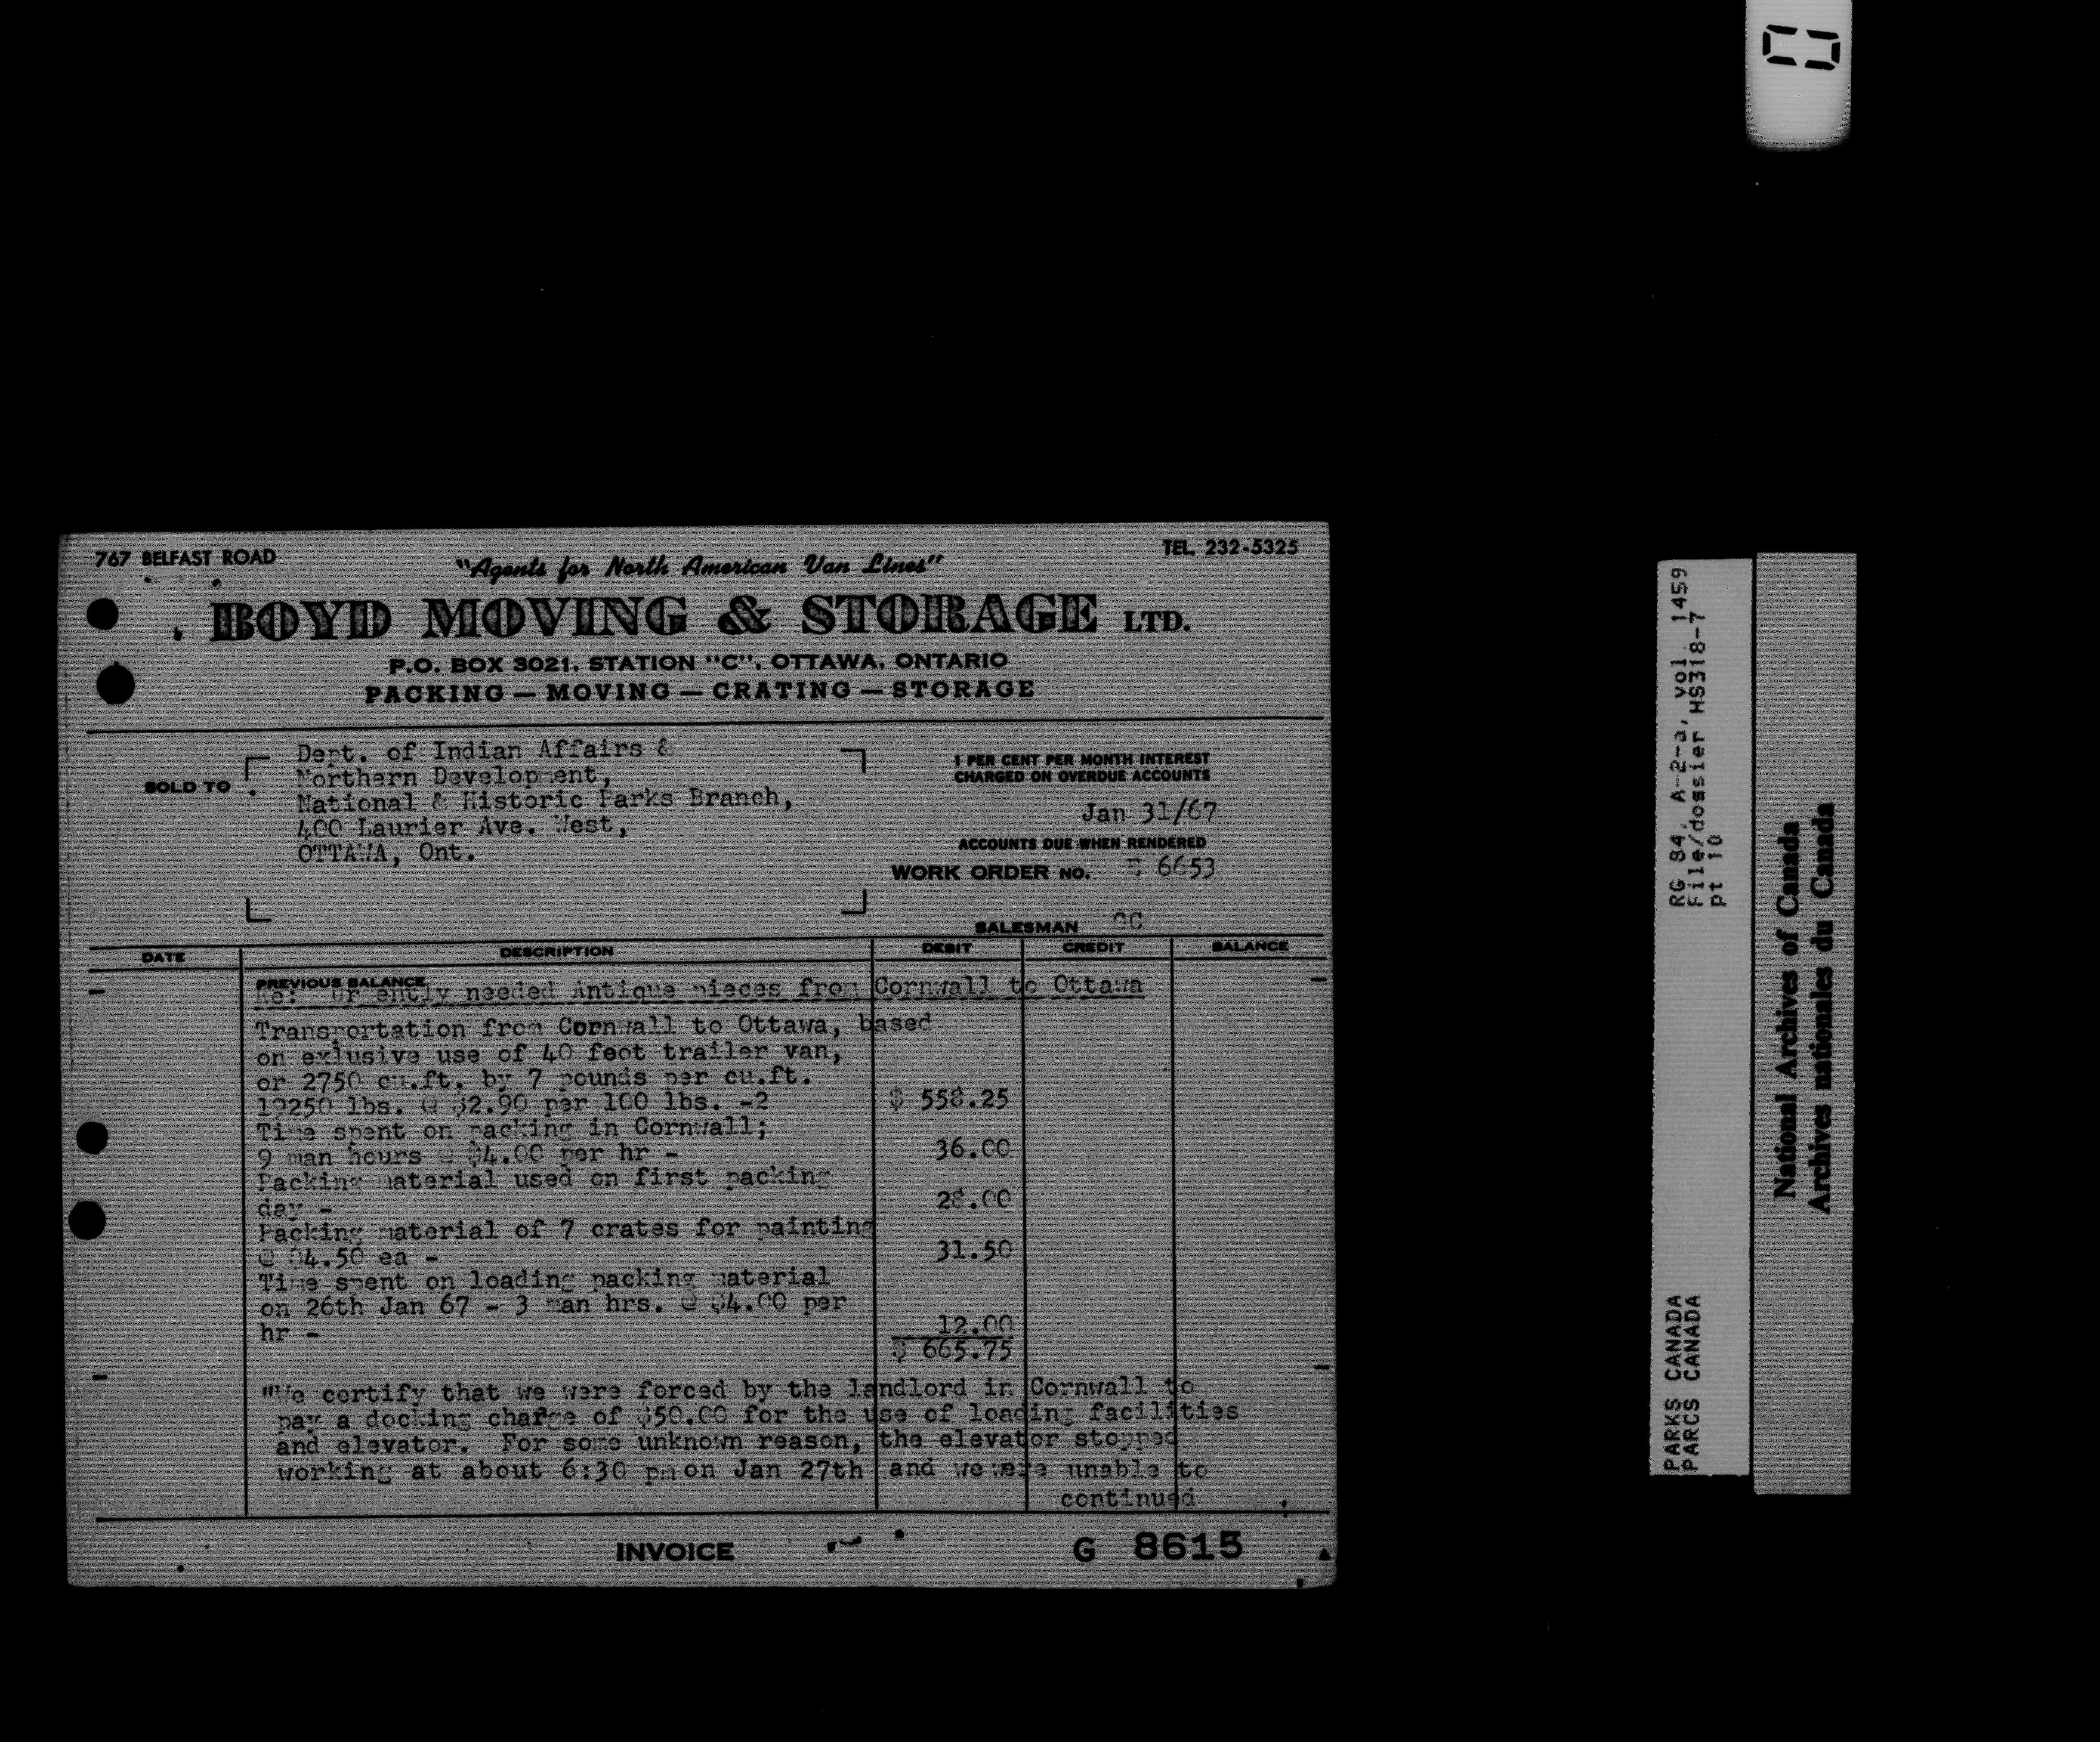 767 BELFAST ROAD
TEL. 232-5325
"Agents for North American Van Lines"
BOYD MOVING & STORAGE LTD.
P.O. BOX 3021, STATION "C", OTTAWA, ONTARIO
PACKING — MOVING — CRATING — STORAGE
SOLD TO
Dept. of Indian Affairs &
Northern Development,
National & Historic Parks Branch,
400 Laurier Ave. West,
OTTAWA, Ont.
1 PER CENT PER MONTH INTEREST
CHARGED ON OVERDUE ACCOUNTS
Jan 31/67
ACCOUNTS DUE WHEN RENDERED
WORK ORDER NO. E 6653
SALESMAN GC
DATE DESCRIPTION DEBIT CREDIT BALANCE
PREVIOUS BALANCE
Re: Urgently needed Antique pieces from Cornwall to Ottawa
Transportation from Cornwall to Ottawa, based
on exlusive use of 40 foot trailer van,
or 2750 cu.ft. by 7 pounds per cu.ft.
19250 lbs. @ $2.90 per 100 lbs. -2 $ 558.25
Time spent on packing in Cornwall;
9 man hours @ $4.00 per hr - 36.00
Packing material used on first packing
day - 28.00
Packing material of 7 crates for painting
@ $4.50 ea - 31.50
Time spent on loading packing material
on 26th Jan 67 - 3 man hrs. @ $4.00 per
hr - 12.00
$ 665.75
"We certify that we were forced by the landlord in Cornwall to
pay a docking charge of $50.00 for the use of loading facilities
and elevator. For some unknown reason, the elevator stopped
working at about 6:30 pm on Jan 27th and we were unable to
continued
INVOICE G 8615
RG 84, A-2-a, vol. 1459
File/dossier HS318-7
pt 10
PARKS CANADA
PARCS CANADA
National Archives of Canada
Archives nationales du Canada